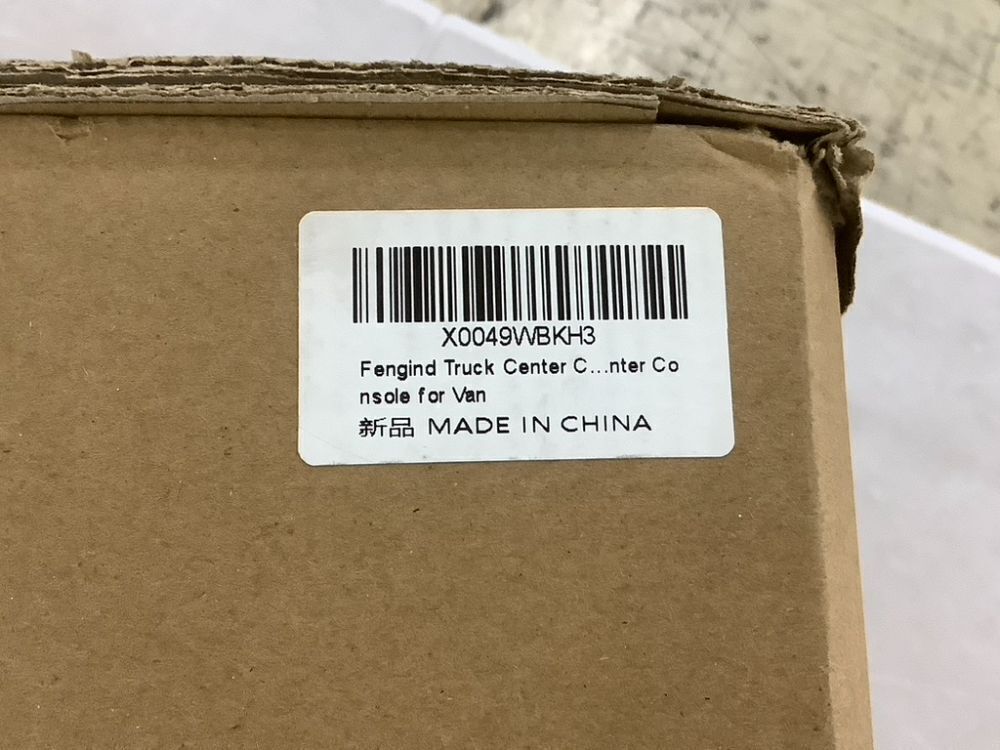 X0049WBKH3
Fengind Truck Center C...nter Co
nsole for Van
新品 MADE IN CHINA